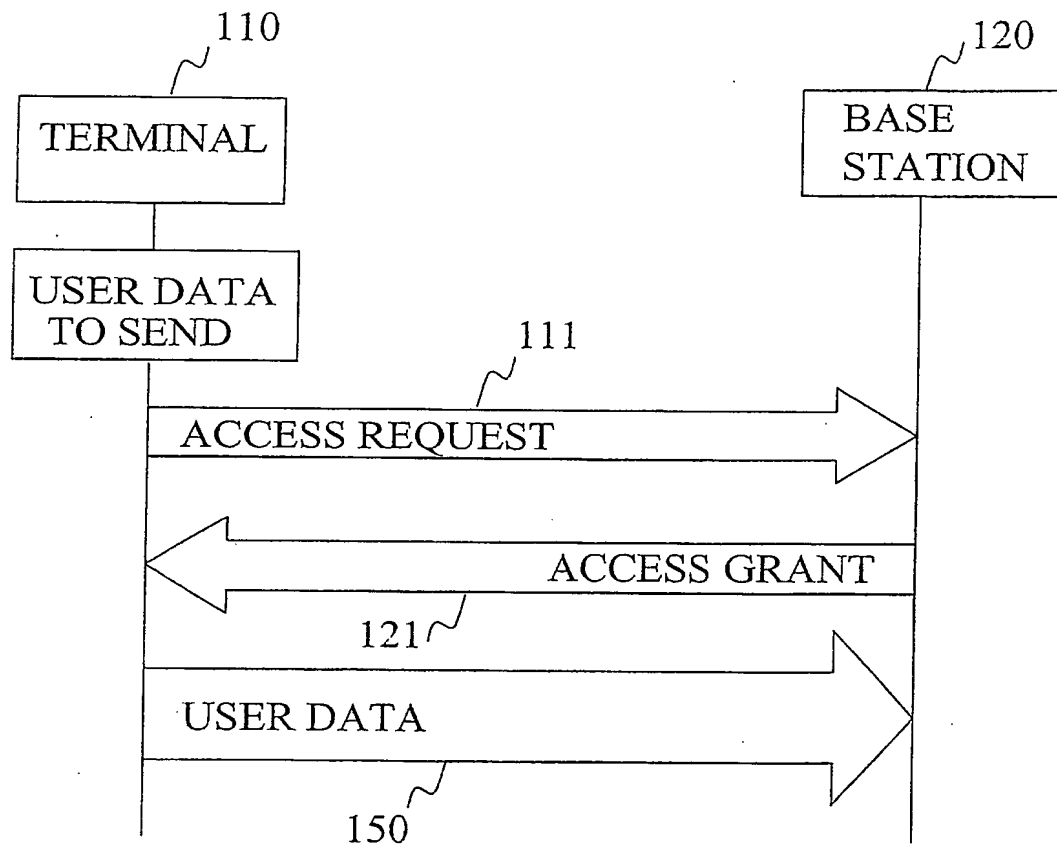 110
120
TERMINAL
BASE
STATION
USER DATA
TO SEND
111
ACCESS REQUEST
ACCESS GRANT
121
USER DATA
150